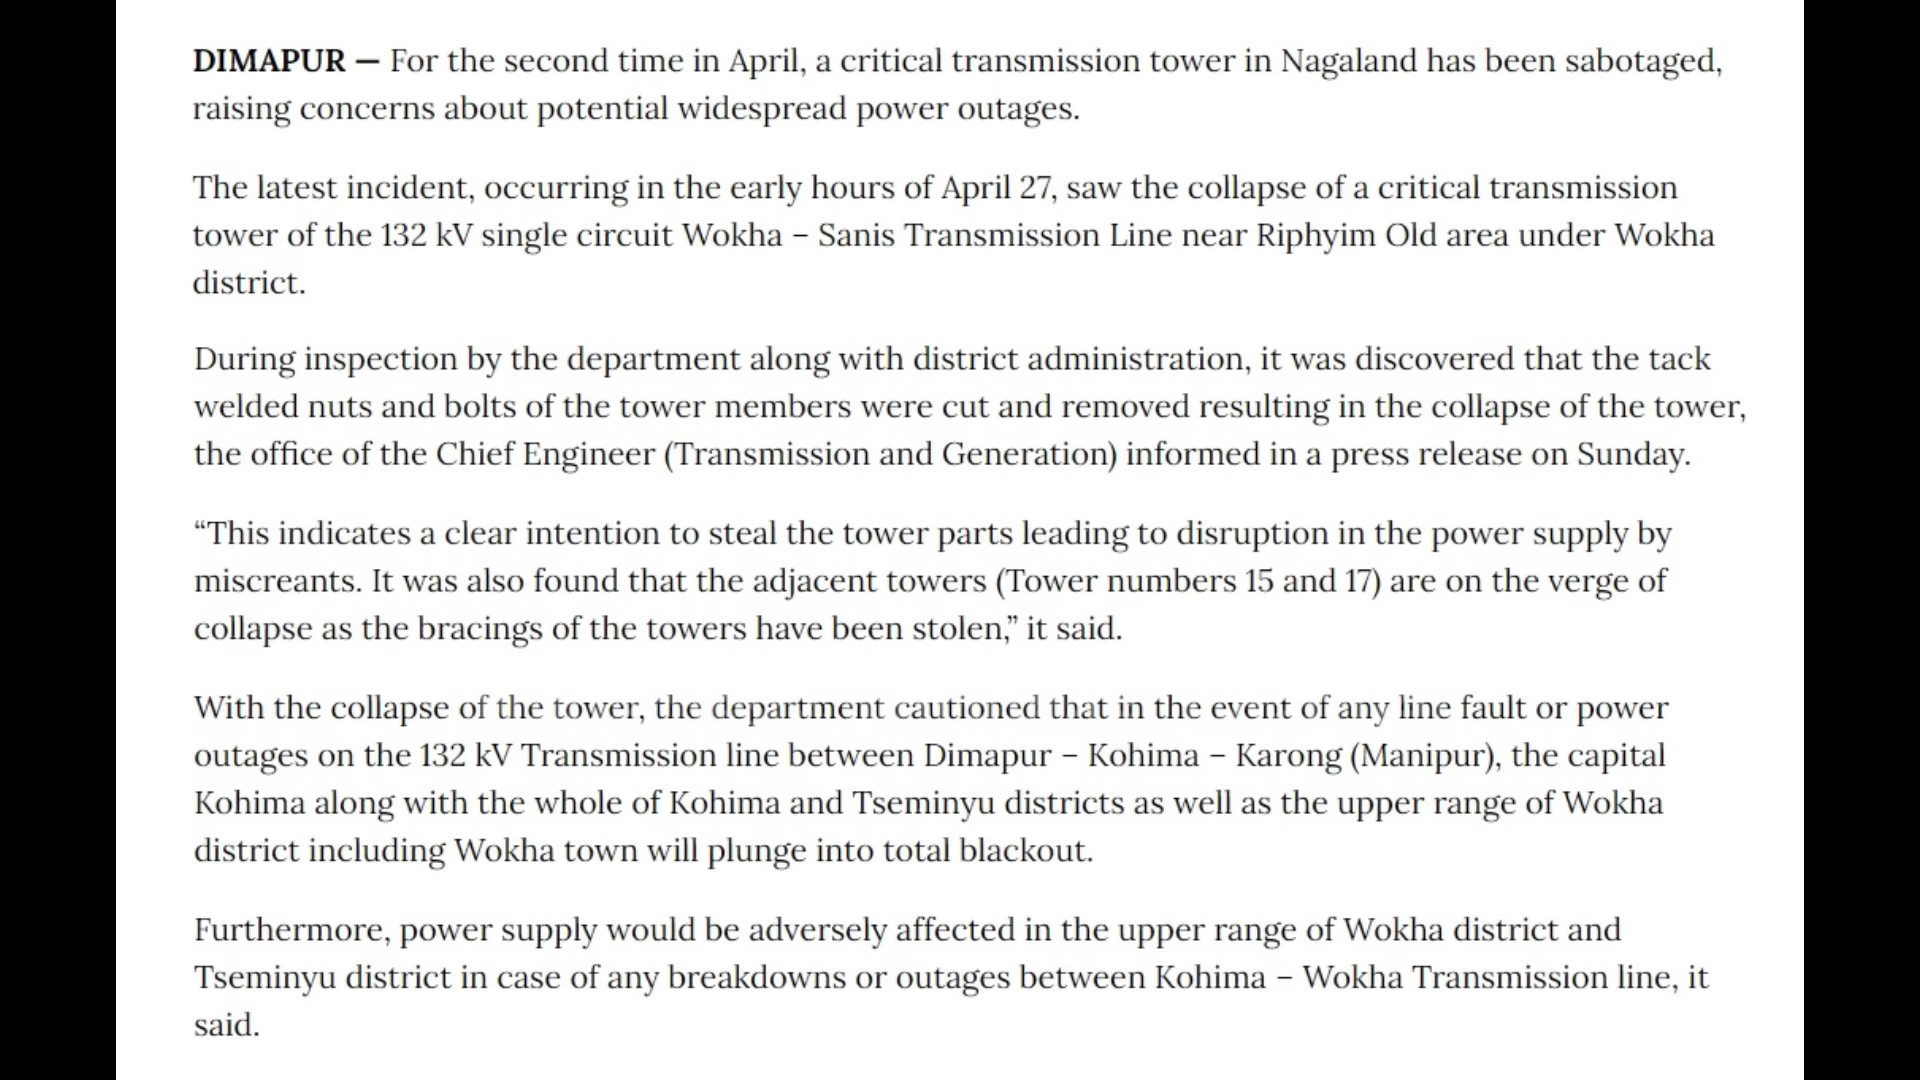 DIMAPUR — For the second time in April, a critical transmission tower in Nagaland has been sabotaged,
raising concerns about potential widespread power outages.
The latest incident, occurring in the early hours of April 27, saw the collapse of a critical transmission
tower of the 132 kV single circuit Wokha – Sanis Transmission Line near Riphyim Old area under Wokha
district.
During inspection by the department along with district administration, it was discovered that the tack
welded nuts and bolts of the tower members were cut and removed resulting in the collapse of the tower,
the office of the Chief Engineer (Transmission and Generation) informed in a press release on Sunday.
“This indicates a clear intention to steal the tower parts leading to disruption in the power supply by
miscreants. It was also found that the adjacent towers (Tower numbers 15 and 17) are on the verge of
collapse as the bracings of the towers have been stolen,” it said.
With the collapse of the tower, the department cautioned that in the event of any line fault or power
outages on the 132 kV Transmission line between Dimapur – Kohima – Karong (Manipur), the capital
Kohima along with the whole of Kohima and Tseminyu districts as well as the upper range of Wokha
district including Wokha town will plunge into total blackout.
Furthermore, power supply would be adversely affected in the upper range of Wokha district and
Tseminyu district in case of any breakdowns or outages between Kohima – Wokha Transmission line, it
said.